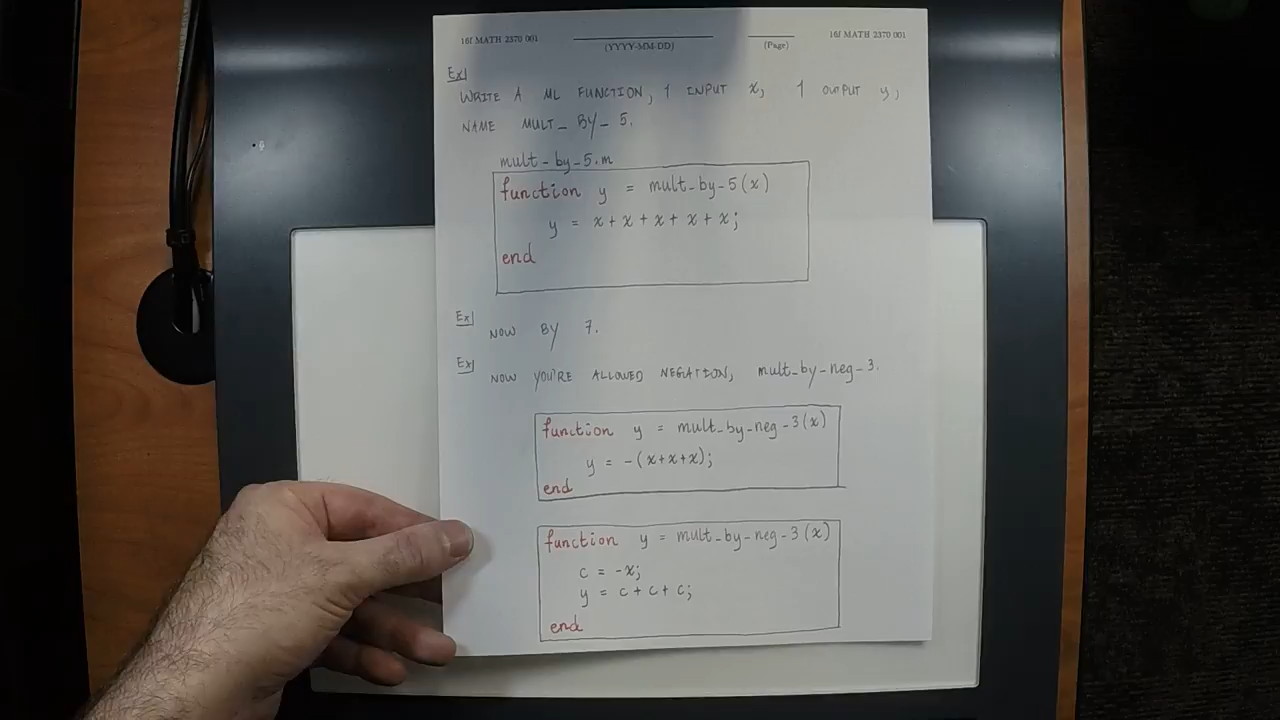 16f MATH 2370 001
(YYYY-MM-DD)
(Page)
16f MATH 2370 001
Ex
WRITE A ML FUNCTION, 1 INPUT x, 1 OUTPUT y,
NAME MULT_BY_5.
mult_by_5.m
function y = mult_by_5(x)
y = x+x+x+x+x;
end
Ex
NOW BY 7.
Ex
NOW YOU'RE ALLOWED NEGATION, mult_by_neg_3.
function y = mult_by_neg_3(x)
y = -(x+x+x);
end
function y = mult_by_neg_3(x)
c = -x;
y = c+c+c;
end